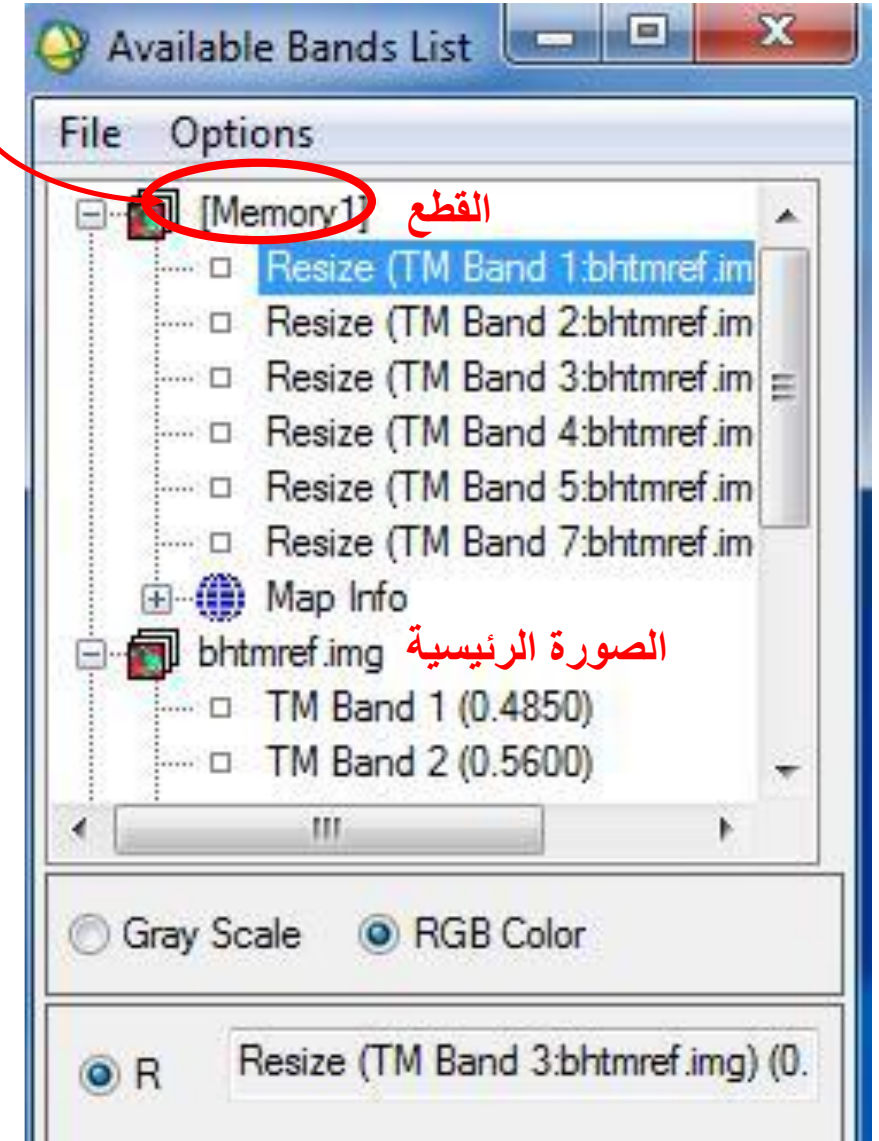 Available Bands List
File Options
[Memory1] القطع
Resize (TM Band 1:bhtmref.im
Resize (TM Band 2:bhtmref.im
Resize (TM Band 3:bhtmref.im
Resize (TM Band 4:bhtmref.im
Resize (TM Band 5:bhtmref.im
Resize (TM Band 7:bhtmref.im
Map Info
bhtmref.img الصورة الرئيسية
TM Band 1 (0.4850)
TM Band 2 (0.5600)
Gray Scale RGB Color
R Resize (TM Band 3:bhtmref.img) (0.